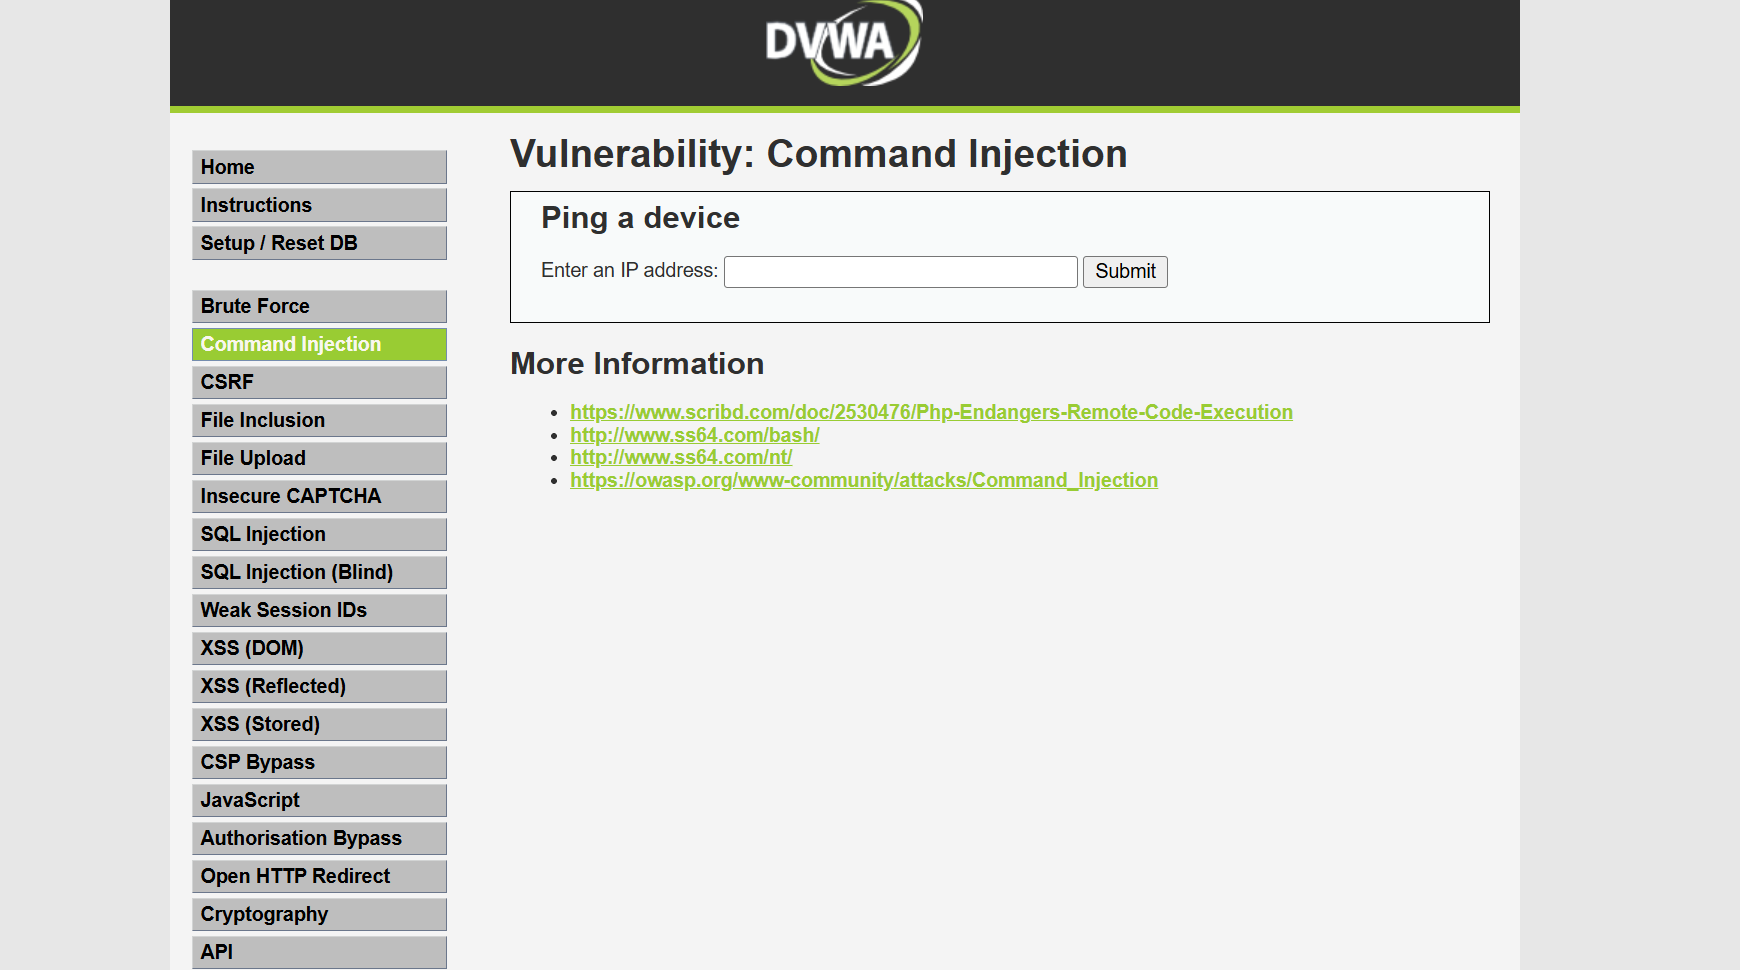 DVWA
Home
Instructions
Setup / Reset DB
Brute Force
Command Injection
CSRF
File Inclusion
File Upload
Insecure CAPTCHA
SQL Injection
SQL Injection (Blind)
Weak Session IDs
XSS (DOM)
XSS (Reflected)
XSS (Stored)
CSP Bypass
JavaScript
Authorisation Bypass
Open HTTP Redirect
Cryptography
API
Vulnerability: Command Injection
Ping a device
Enter an IP address: Submit
More Information
https://www.scribd.com/doc/2530476/Php-Endangers-Remote-Code-Execution
http://www.ss64.com/bash/
http://www.ss64.com/nt/
https://owasp.org/www-community/attacks/Command_Injection